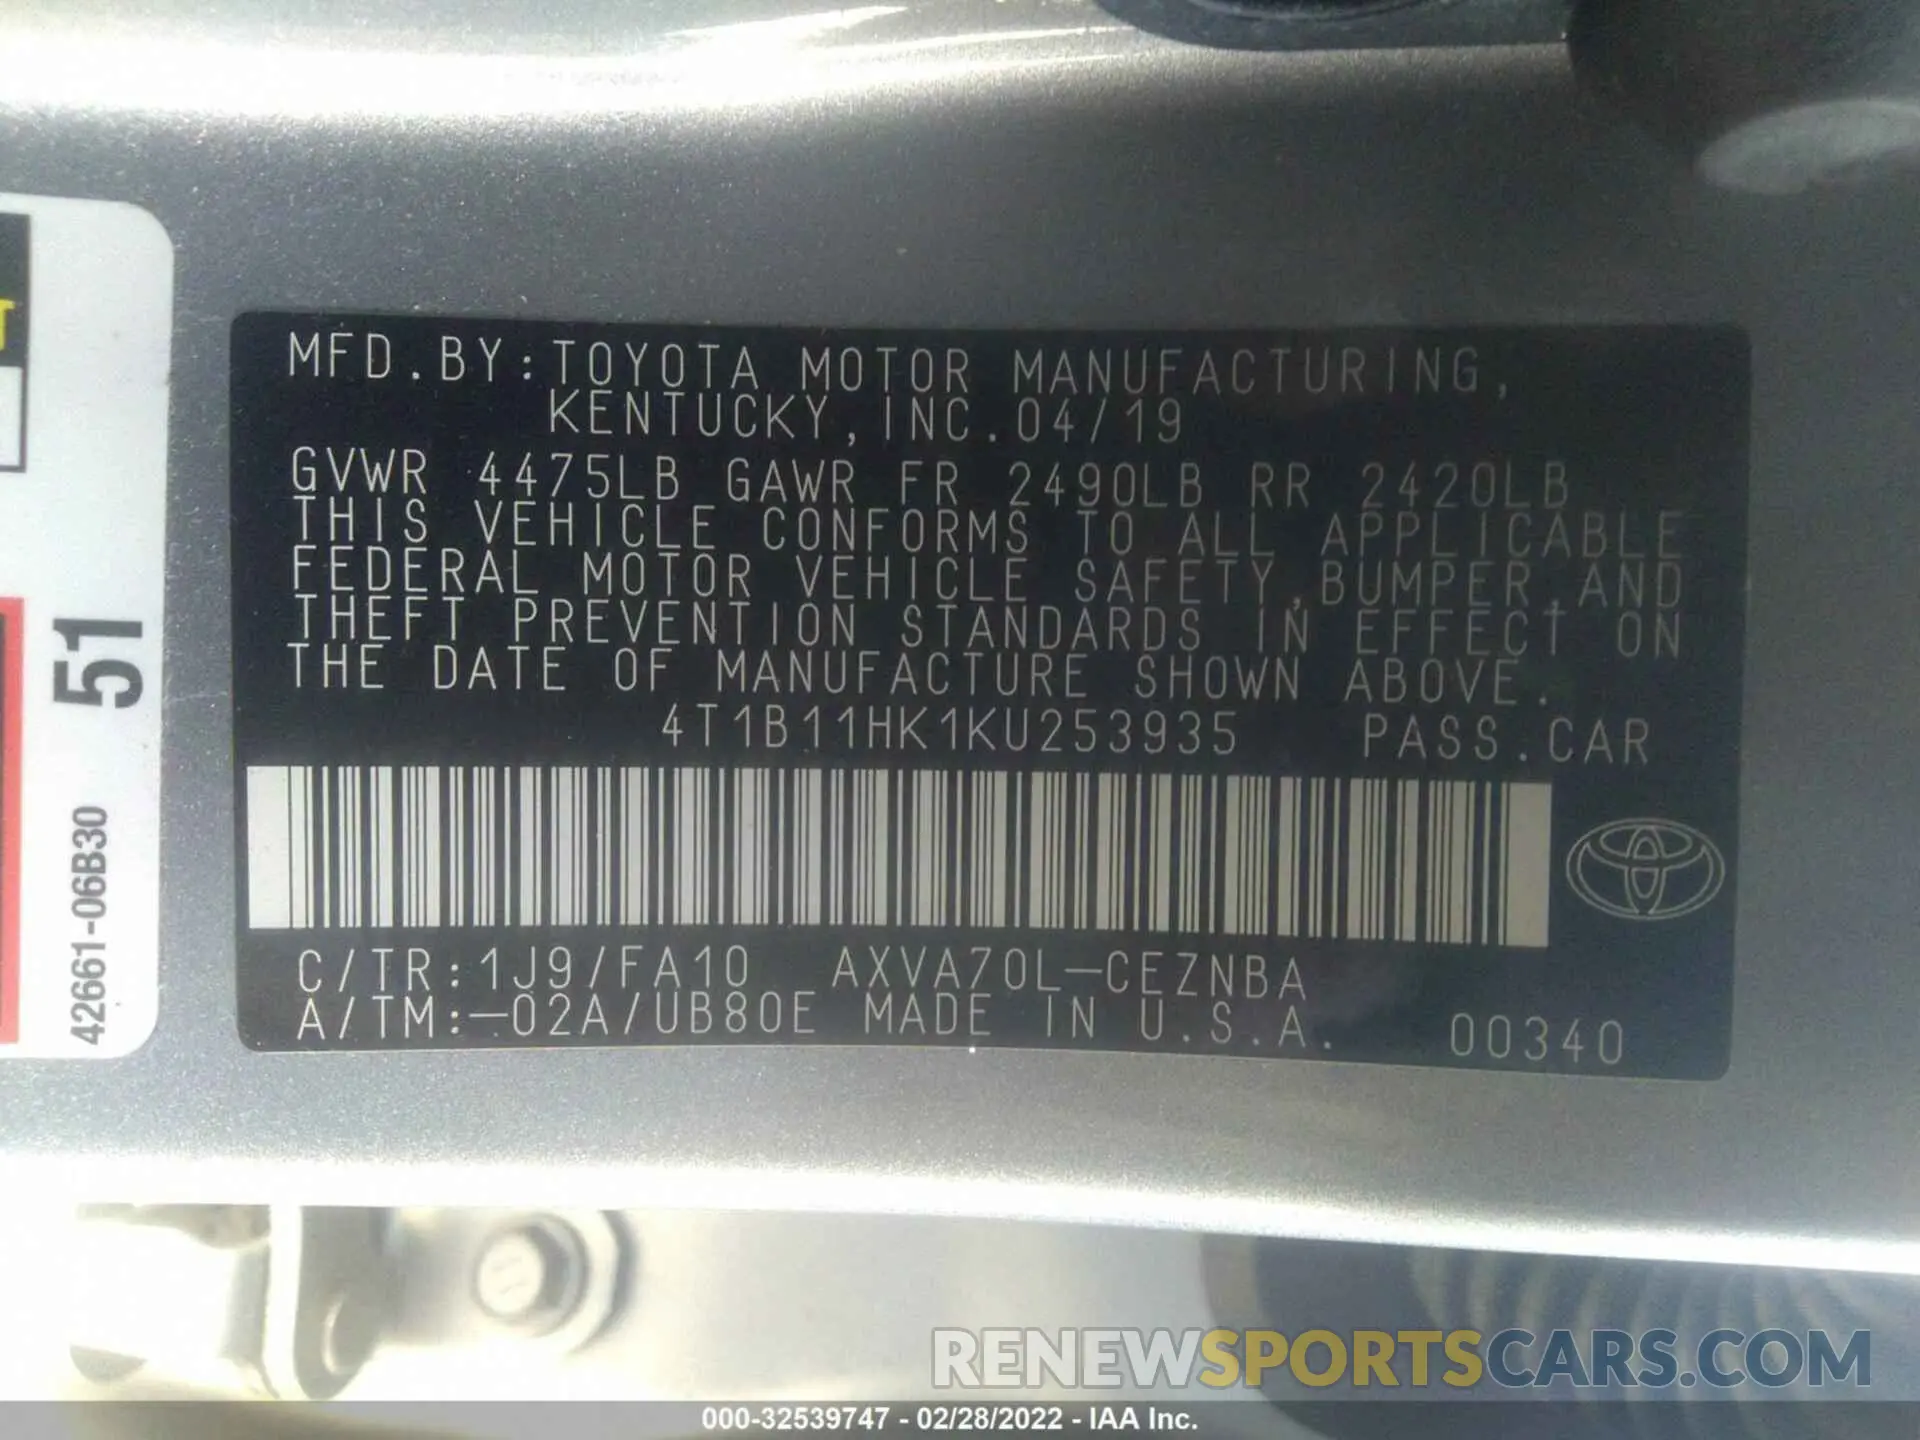 MFD.BY:TOYOTA MOTOR MANUFACTURING,
KENTUCKY,INC.04/19
GVWR 4475LB GAWR FR 2490LB RR 2420LB
THIS VEHICLE CONFORMS TO ALL APPLICABLE
FEDERAL MOTOR VEHICLE SAFETY,BUMPER,AND
THEFT PREVENTION STANDARDS IN EFFECT ON
THE DATE OF MANUFACTURE SHOWN ABOVE.
4T1B11HK1KU253935 PASS.CAR
C/TR:1J9/FA10 AXVA70L-CEZNBA
A/TM:-02A/UB80E MADE IN U.S.A. 00340
51
42661-06B30
RENEWSPORTSCARS.COM
000-32539747 - 02/28/2022 - IAA Inc.